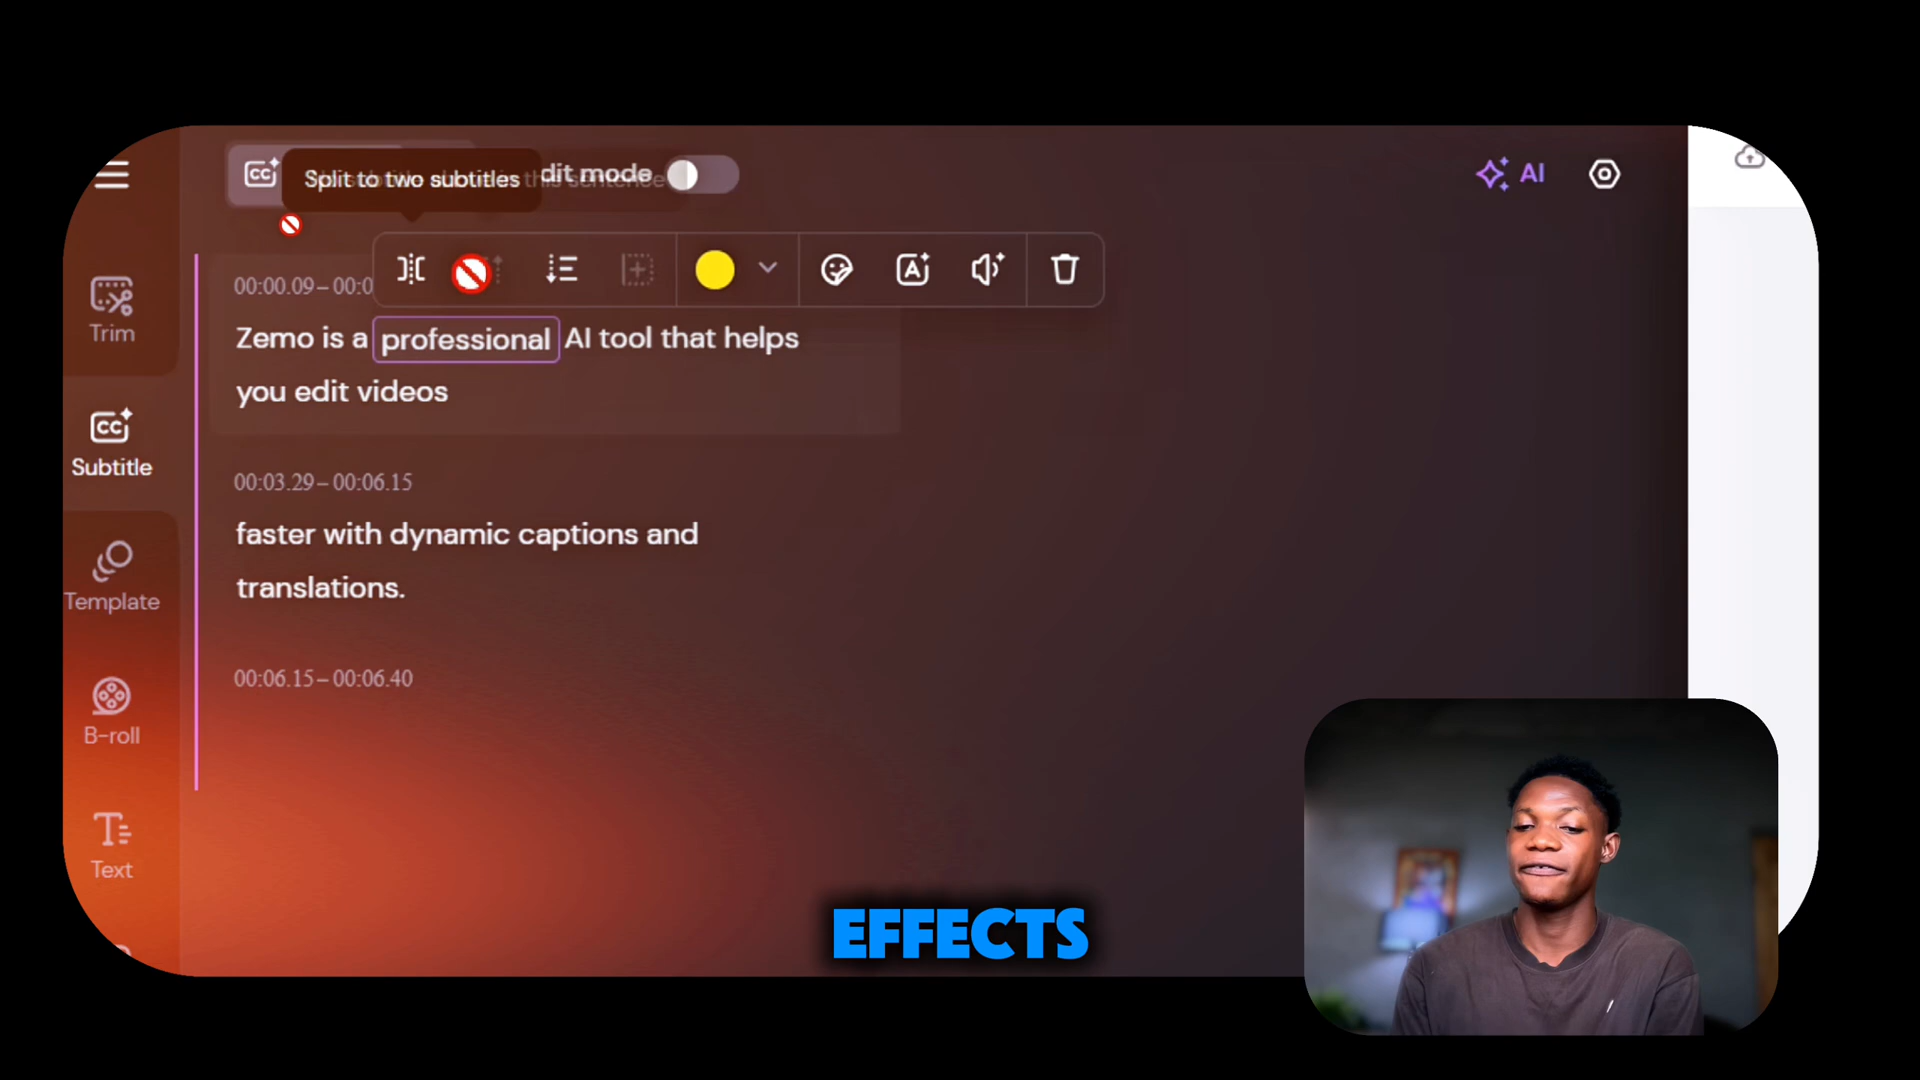 Split to two subtitles
dit mode
AI
Trim
00:00.09 – 00:0
Zemo is a professional AI tool that helps
you edit videos
Subtitle
00:03.29 – 00:06.15
faster with dynamic captions and
translations.
Template
00:06.15 – 00:06.40
B-roll
Text
EFFECTS